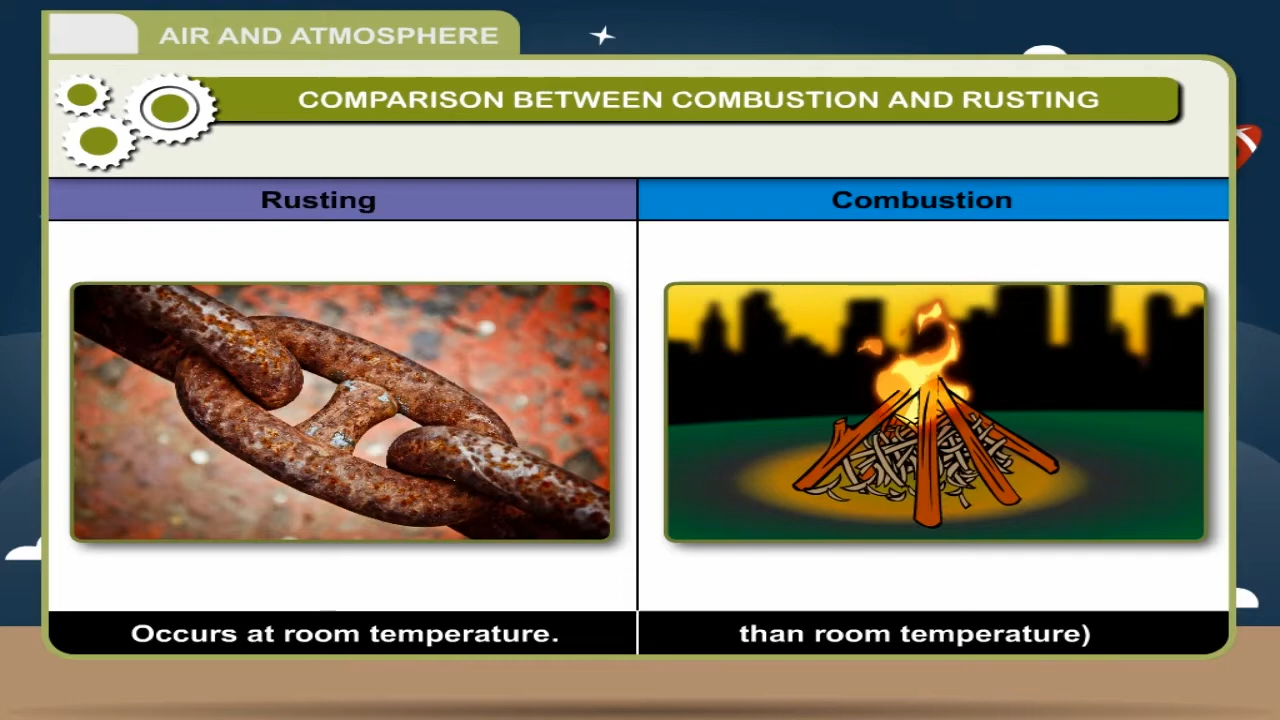 AIR AND ATMOSPHERE
COMPARISON BETWEEN COMBUSTION AND RUSTING
Rusting
Combustion
Occurs at room temperature.
than room temperature)